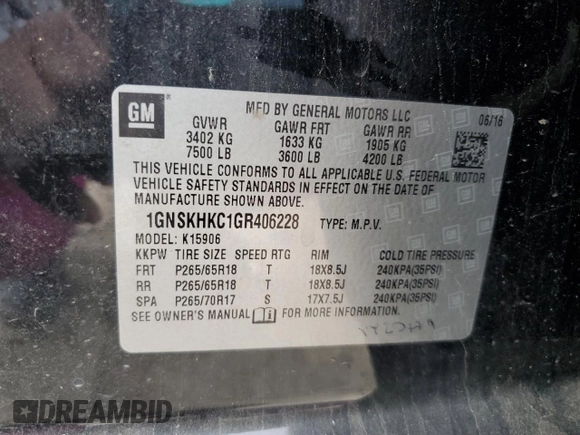 GM
MFD BY GENERAL MOTORS LLC 06/16
GVWR GAWR FRT GAWR RR
3402 KG 1633 KG 1905 KG
7500 LB 3600 LB 4200 LB
THIS VEHICLE CONFORMS TO ALL APPLICABLE U.S. FEDERAL MOTOR
VEHICLE SAFETY STANDARDS IN EFFECT ON THE DATE OF
MANUFACTURE SHOWN ABOVE.
1GNSKHKC1GR406228 TYPE: M.P.V.
MODEL: K15906
KKPW TIRE SIZE SPEED RTG RIM COLD TIRE PRESSURE
FRT P265/65R18 T 18X8.5J 240KPA(35PSI)
RR P265/65R18 T 18X8.5J 240KPA(35PSI)
SPA P265/70R17 S 17X7.5J 240KPA(35PSI)
SEE OWNER'S MANUAL FOR MORE INFORMATION.
DREAMBID